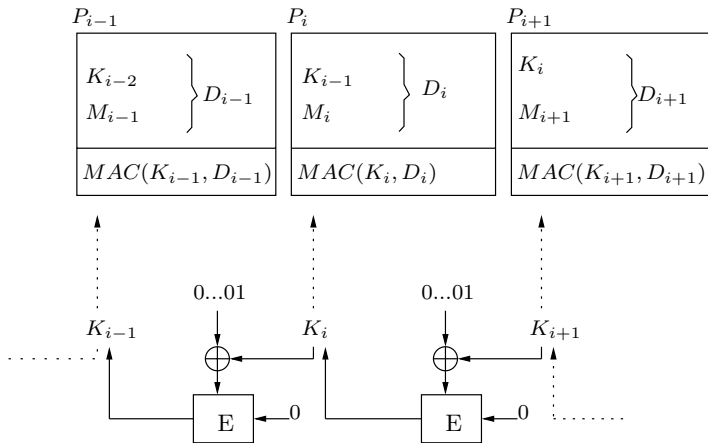 P_{i−1} P_i P_{i+1}
K_{i−2} K_{i−1} K_i
D_{i−1} D_i D_{i+1}
M_{i−1} M_i M_{i+1}
MAC(K_{i−1}, D_{i−1}) MAC(K_i, D_i) MAC(K_{i+1}, D_{i+1})
0...01 0...01
K_{i−1} K_i K_{i+1}
E 0 E 0